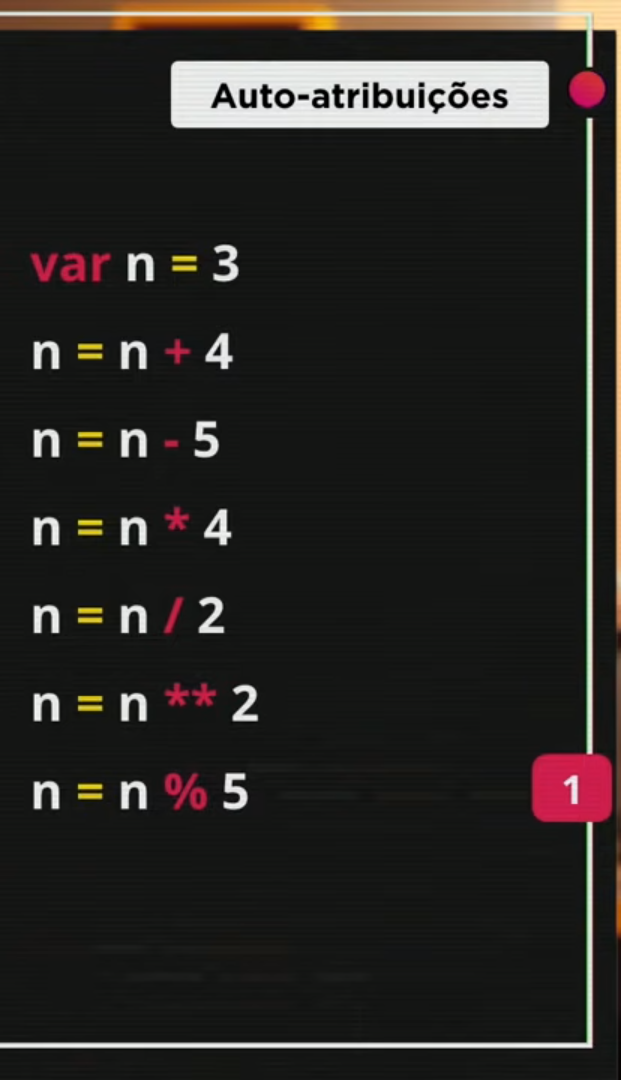 Auto-atribuições
var n = 3
n = n + 4
n = n - 5
n = n * 4
n = n / 2
n = n ** 2
n = n % 5
1